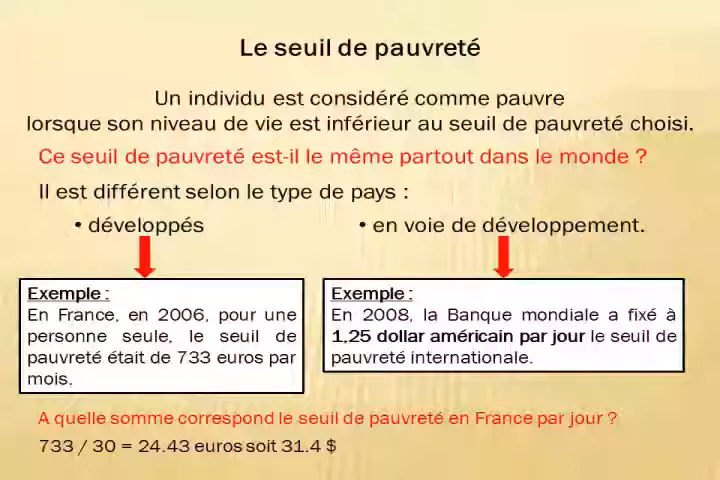 Le seuil de pauvreté
Un individu est considéré comme pauvre
lorsque son niveau de vie est inférieur au seuil de pauvreté choisi.
Ce seuil de pauvreté est-il le même partout dans le monde ?
Il est différent selon le type de pays :
• développés
• en voie de développement.
Exemple :
En France, en 2006, pour une
personne seule, le seuil de
pauvreté était de 733 euros par
mois.
Exemple :
En 2008, la Banque mondiale a fixé à
1,25 dollar américain par jour le seuil de
pauvreté internationale.
A quelle somme correspond le seuil de pauvreté en France par jour ?
733 / 30 = 24.43 euros soit 31.4 $